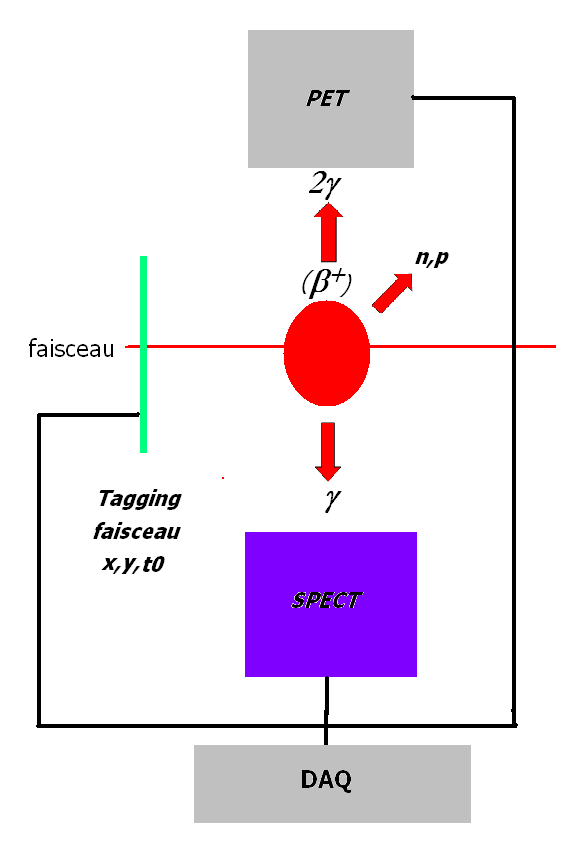 PET
2γ
(β⁺)
n,p
faisceau
γ
Tagging
faisceau
x,y,t0
SPECT
DAQ